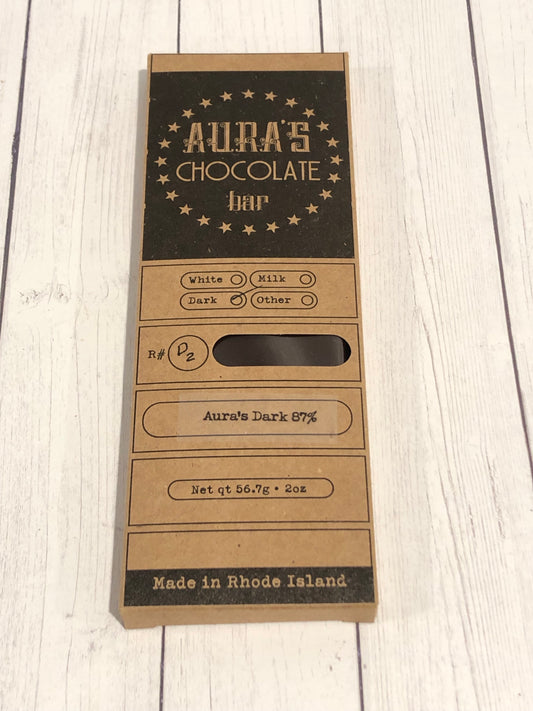 AURA'S
CHOCOLATE
bar
White Milk
Dark Other
R# D2
Aura's Dark 87%
Net qt 56.7g • 2oz
Made in Rhode Island